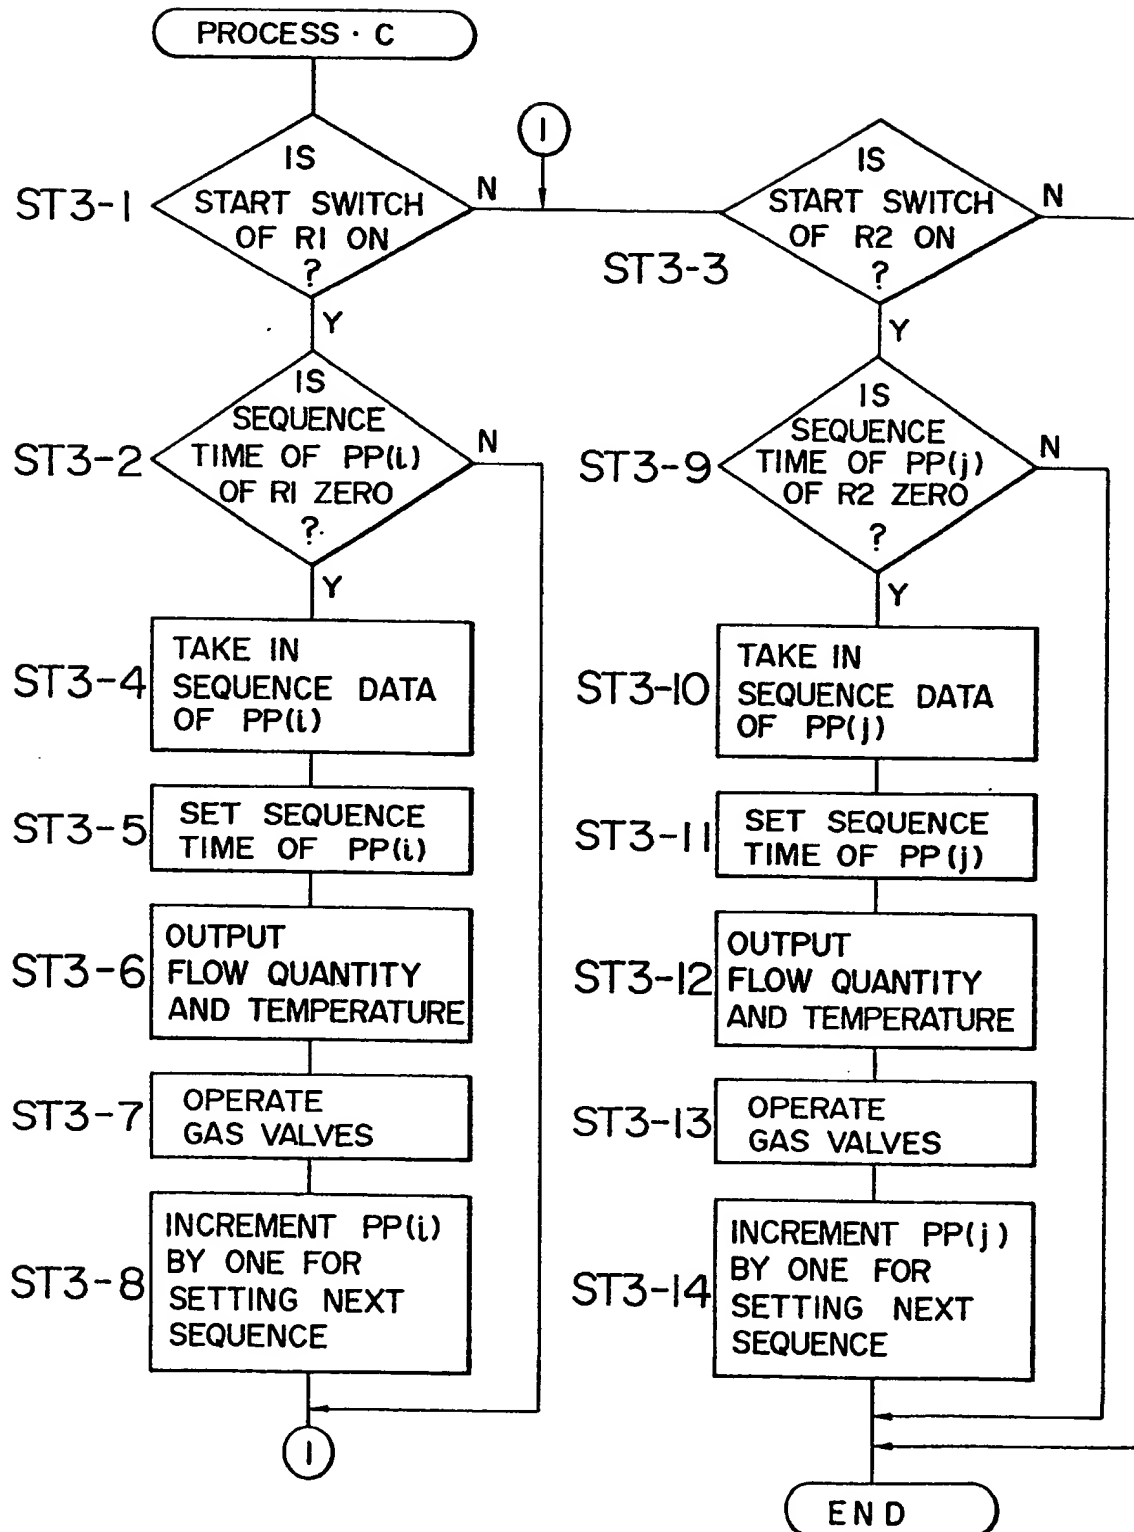 PROCESS · C
IS
START SWITCH
OF R1 ON
?
ST3-1
N
Y
IS
SEQUENCE
TIME OF PP(i)
OF R1 ZERO
?
ST3-2
N
Y
ST3-4
TAKE IN
SEQUENCE DATA
OF PP(i)
ST3-5
SET SEQUENCE
TIME OF PP(i)
ST3-6
OUTPUT
FLOW QUANTITY
AND TEMPERATURE
ST3-7
OPERATE
GAS VALVES
ST3-8
INCREMENT PP(i)
BY ONE FOR
SETTING NEXT
SEQUENCE
1
1
IS
START SWITCH
OF R2 ON
?
ST3-3
N
Y
IS
SEQUENCE
TIME OF PP(j)
OF R2 ZERO
?
ST3-9
N
Y
ST3-10
TAKE IN
SEQUENCE DATA
OF PP(j)
ST3-11
SET SEQUENCE
TIME OF PP(j)
ST3-12
OUTPUT
FLOW QUANTITY
AND TEMPERATURE
ST3-13
OPERATE
GAS VALVES
ST3-14
INCREMENT PP(j)
BY ONE FOR
SETTING NEXT
SEQUENCE
END